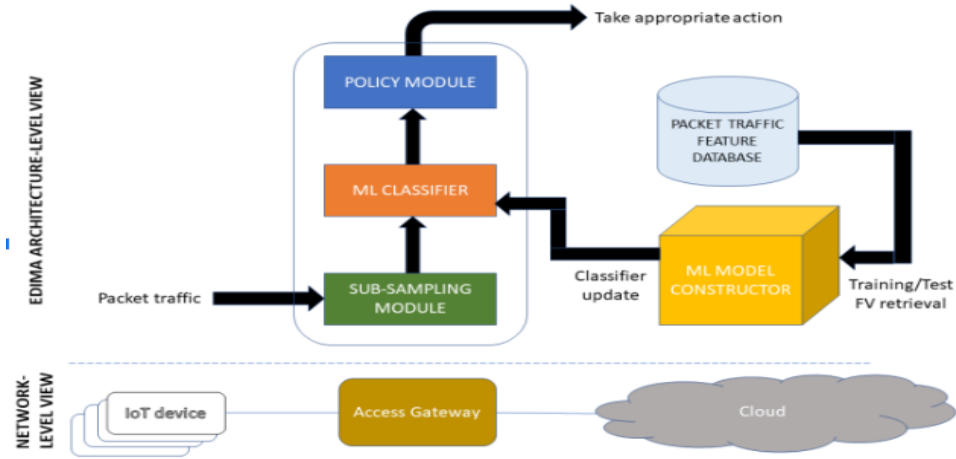 Take appropriate action
POLICY MODULE
PACKET TRAFFIC
FEATURE
DATABASE
ML CLASSIFIER
EDIMA ARCHITECTURE-LEVEL VIEW
Classifier
update
ML MODEL
CONSTRUCTOR
Training/Test
FV retrieval
Packet traffic
SUB-SAMPLING
MODULE
NETWORK-
LEVEL VIEW
IoT device
Access Gateway
Cloud